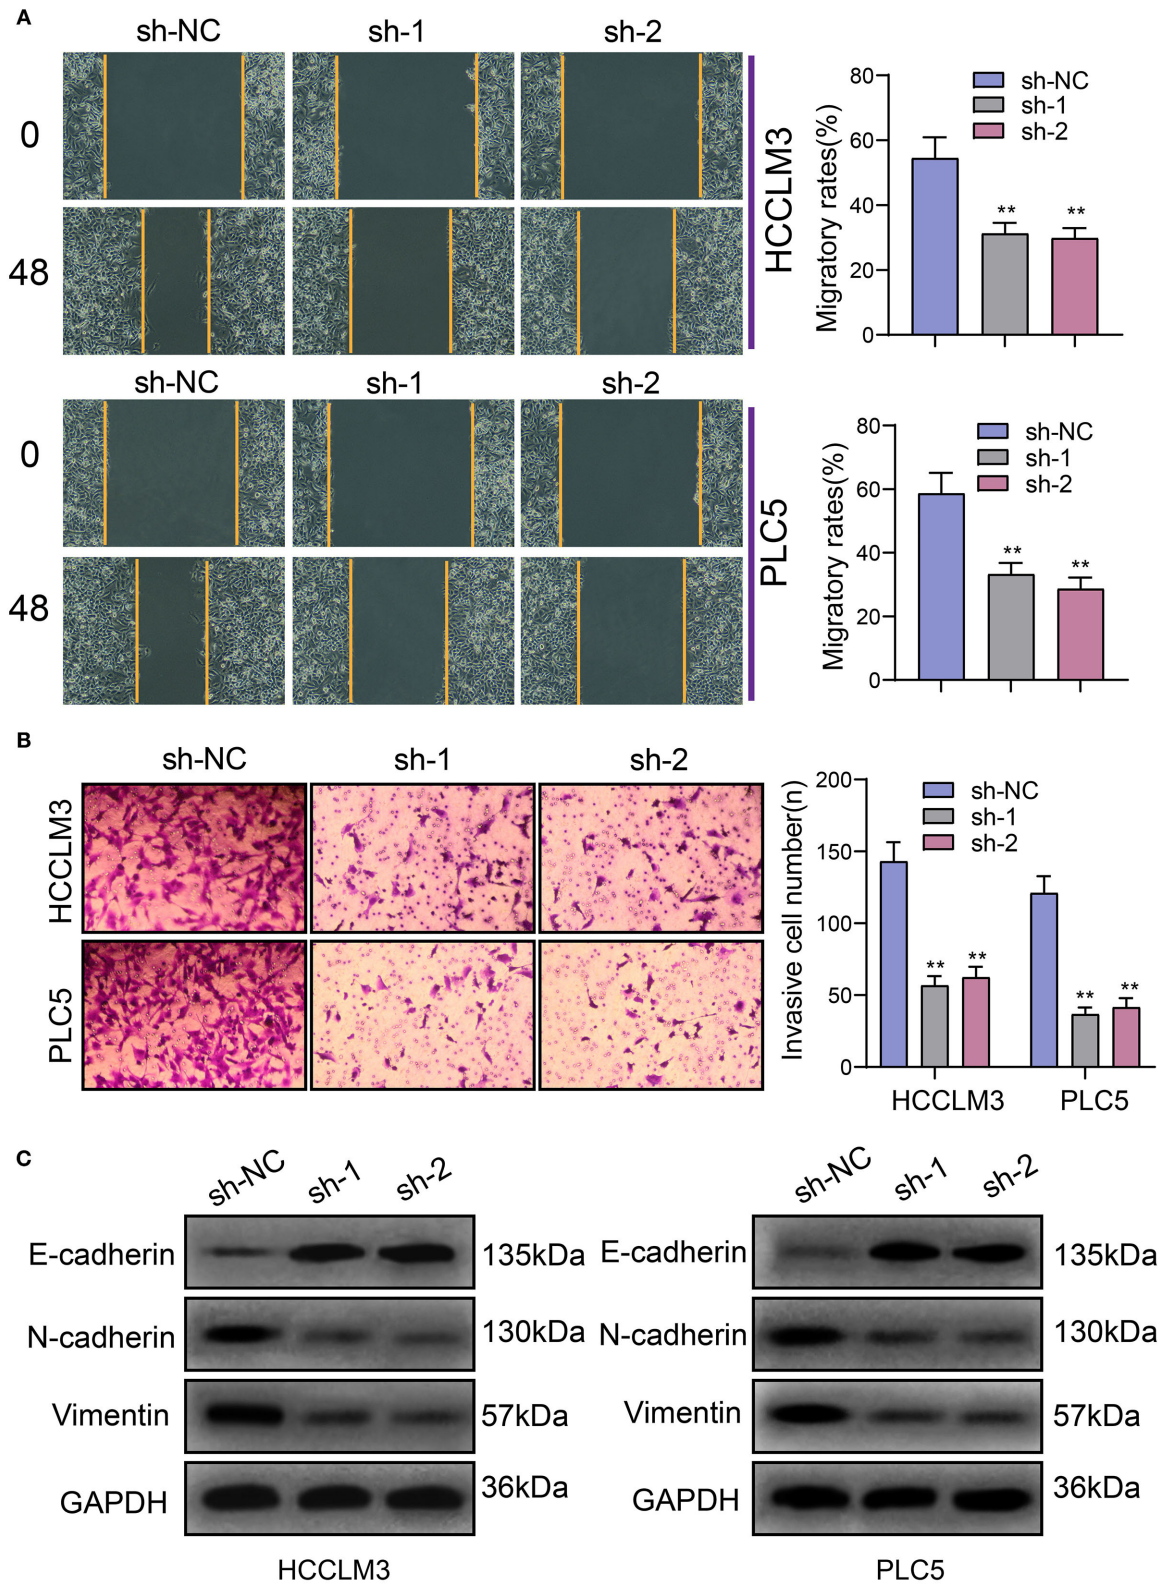 A
sh-NC sh-1 sh-2
0
48
HCCLM3
80
60
40
20
0
Migratory rates(%)
sh-NC
sh-1
sh-2
** **
sh-NC sh-1 sh-2
0
48
PLC5
80
60
40
20
0
Migratory rates(%)
sh-NC
sh-1
sh-2
** **
B
sh-NC sh-1 sh-2
HCCLM3
PLC5
200
150
100
50
0
Invasive cell number(n)
sh-NC
sh-1
sh-2
** **
** **
HCCLM3 PLC5
C
sh-NC sh-1 sh-2
E-cadherin 135kDa
N-cadherin 130kDa
Vimentin 57kDa
GAPDH 36kDa
HCCLM3
sh-NC sh-1 sh-2
E-cadherin 135kDa
N-cadherin 130kDa
Vimentin 57kDa
GAPDH 36kDa
PLC5